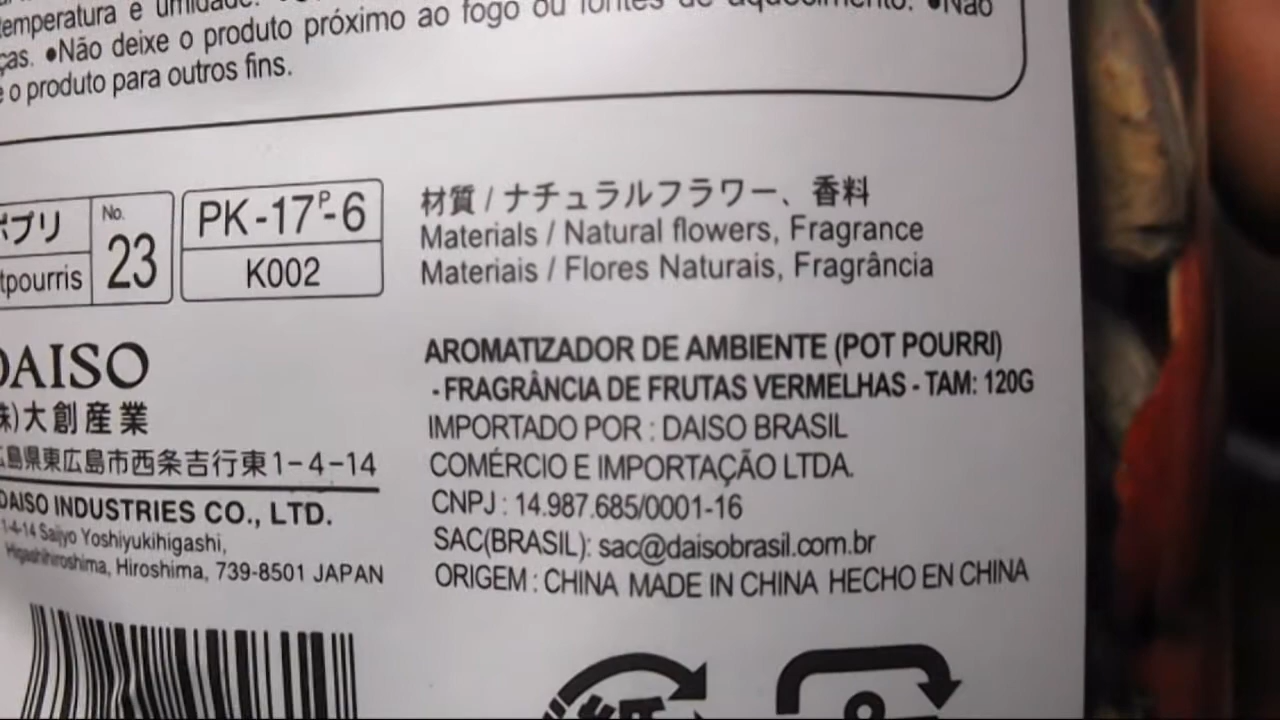 temperatura e umidade.
ças. ●Não deixe o produto próximo ao fogo ou fontes de aquecimento. ●Não
e o produto para outros fins.
ポプリ
tpourris
No.
23
PK-17P-6
K002
材質 / ナチュラルフラワー、香料
Materials / Natural flowers, Fragrance
Materiais / Flores Naturais, Fragrância
DAISO
㈱大創産業
広島県東広島市西条吉行東1-4-14
DAISO INDUSTRIES CO., LTD.
1-4-14 Saijyo Yoshiyukihigashi,
Higashihiroshima, Hiroshima, 739-8501 JAPAN
AROMATIZADOR DE AMBIENTE (POT POURRI)
- FRAGRÂNCIA DE FRUTAS VERMELHAS - TAM: 120G
IMPORTADO POR : DAISO BRASIL
COMÉRCIO E IMPORTAÇÃO LTDA.
CNPJ : 14.987.685/0001-16
SAC(BRASIL): sac@daisobrasil.com.br
ORIGEM : CHINA MADE IN CHINA HECHO EN CHINA